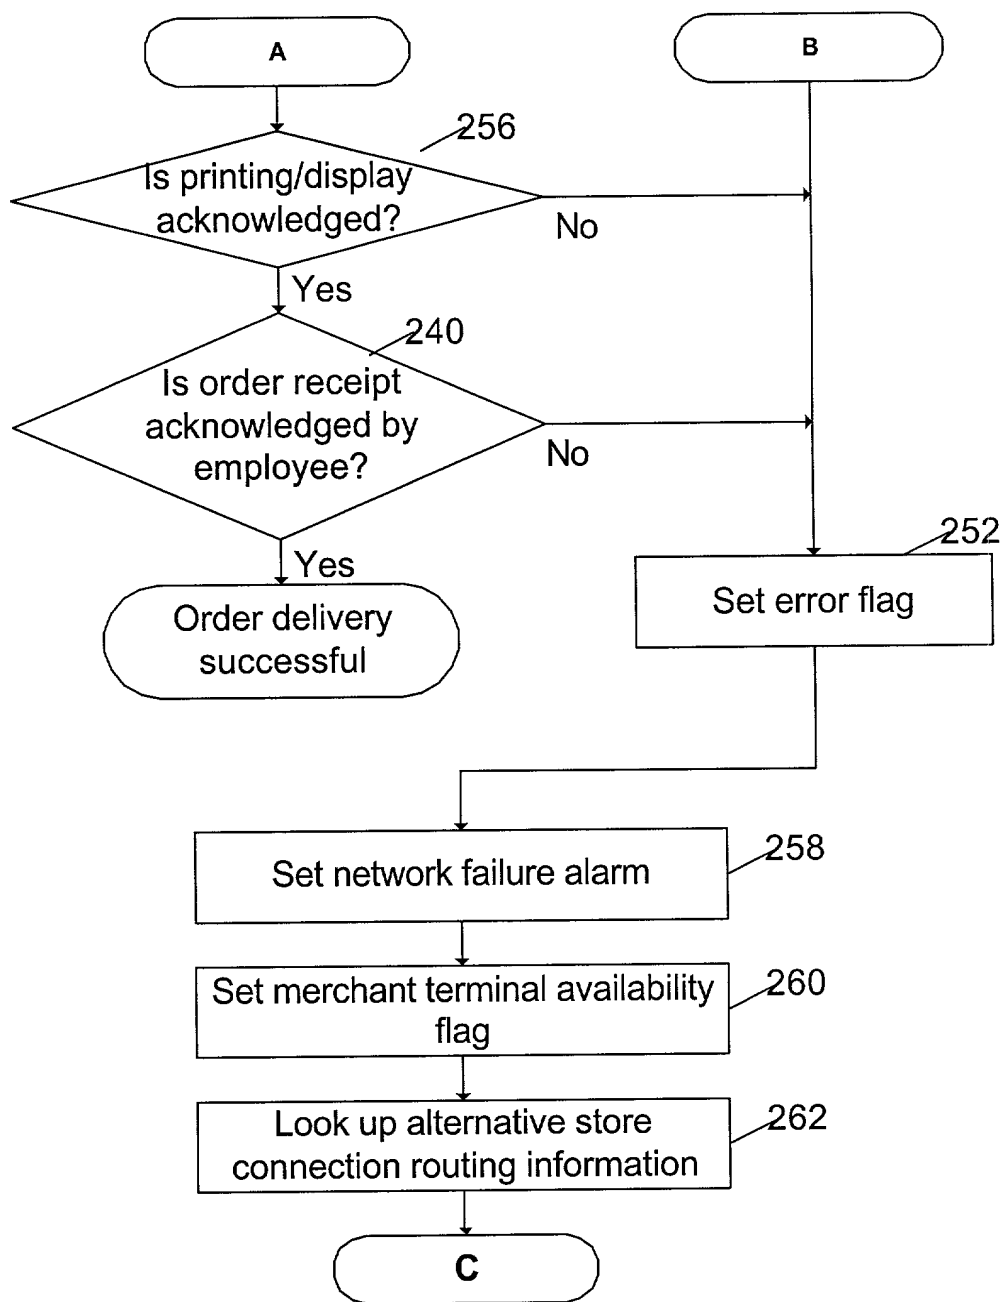 A
B
256
Is printing/display
acknowledged?
No
Yes
240
Is order receipt
acknowledged by
employee?
No
Yes
252
Order delivery
successful
Set error flag
258
Set network failure alarm
260
Set merchant terminal availability
flag
262
Look up alternative store
connection routing information
C